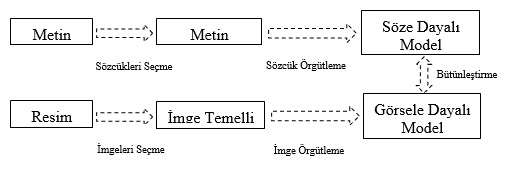 Metin
Metin
Söze Dayalı
Model
Sözcükleri Seçme
Sözcük Örgütleme
Bütünleştirme
Resim
İmge Temelli
Görsele Dayalı
Model
İmgeleri Seçme
İmge Örgütleme